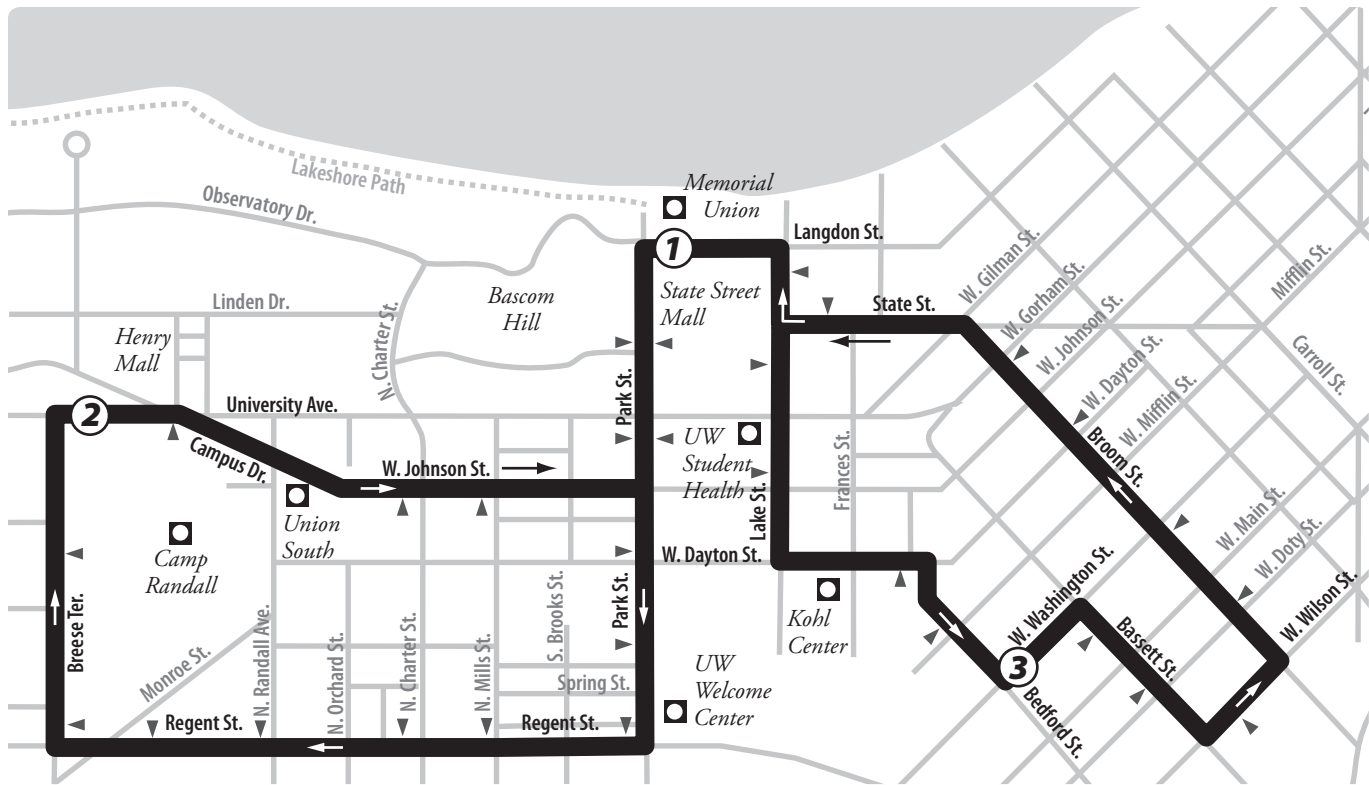 Lakeshore Path
Observatory Dr.
Memorial
Union
Langdon St.
W. Gilman St.
Mifflin St.
Linden Dr.
Bascom
Hill
State Street
Mall
State St.
W. Gorham St.
W. Johnson St.
Henry
Mall
N. Charter St.
Carroll St.
W. Dayton St.
W. Mifflin St.
1
2
University Ave.
Park St.
Campus Dr.
W. Johnson St.
UW
Student
Health
Lake St.
Frances St.
Broom St.
Union
South
Camp
Randall
W. Dayton St.
W. Main St.
W. Doty St.
Breese Ter.
Monroe St.
N. Randall Ave.
N. Orchard St.
N. Charter St.
N. Mills St.
S. Brooks St.
Park St.
Spring St.
Kohl
Center
W. Washington St.
Bassett St.
W. Wilson St.
3
Bedford St.
UW
Welcome
Center
Regent St.
Regent St.